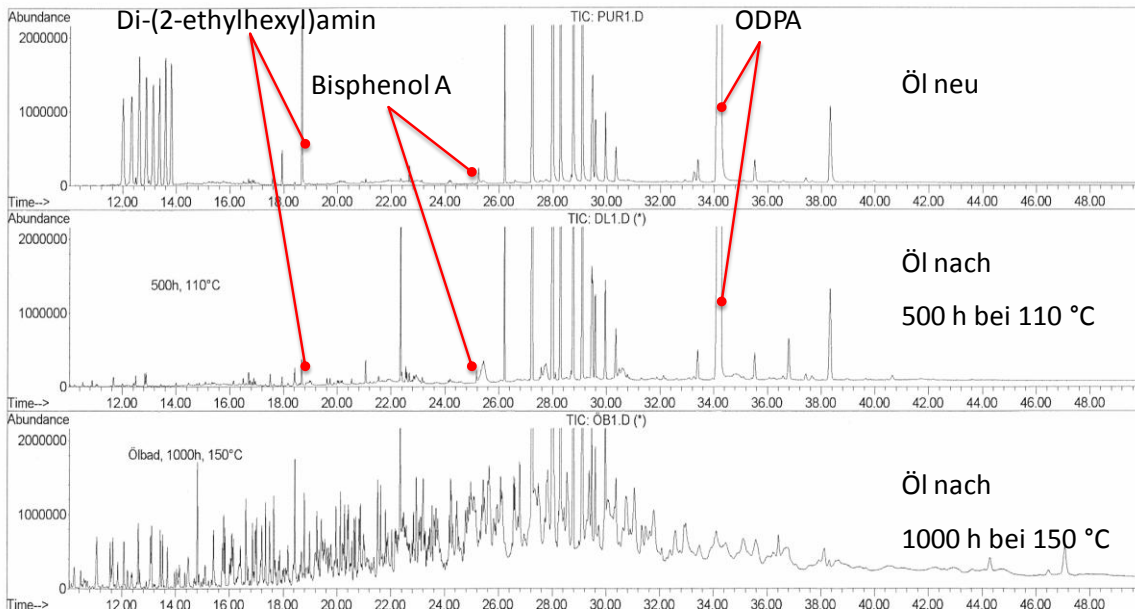 Di-(2-ethylhexyl)amin
ODPA
Bisphenol A
Öl neu
Abundance
TIC: PUR1.D
2000000
1000000
0
Time-->
12.00 14.00 16.00 18.00 20.00 22.00 24.00 26.00 28.00 30.00 32.00 34.00 36.00 38.00 40.00 42.00 44.00 46.00 48.00
Abundance
TIC: DL1.D (*)
2000000
500h, 110°C
Öl nach
500 h bei 110 °C
1000000
0
Time-->
12.00 14.00 16.00 18.00 20.00 22.00 24.00 26.00 28.00 30.00 32.00 34.00 36.00 38.00 40.00 42.00 44.00 46.00 48.00
Abundance
TIC: ÖB1.D (*)
2000000
Ölbad, 1000h, 150°C
Öl nach
1000 h bei 150 °C
1000000
0
Time-->
12.00 14.00 16.00 18.00 20.00 22.00 24.00 26.00 28.00 30.00 32.00 34.00 36.00 38.00 40.00 42.00 44.00 46.00 48.00